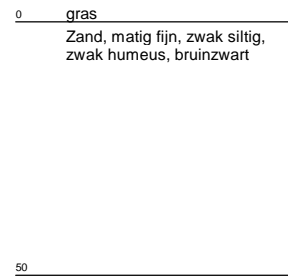 0 gras
Zand, matig fijn, zwak siltig,
zwak humeus, bruinzwart
50